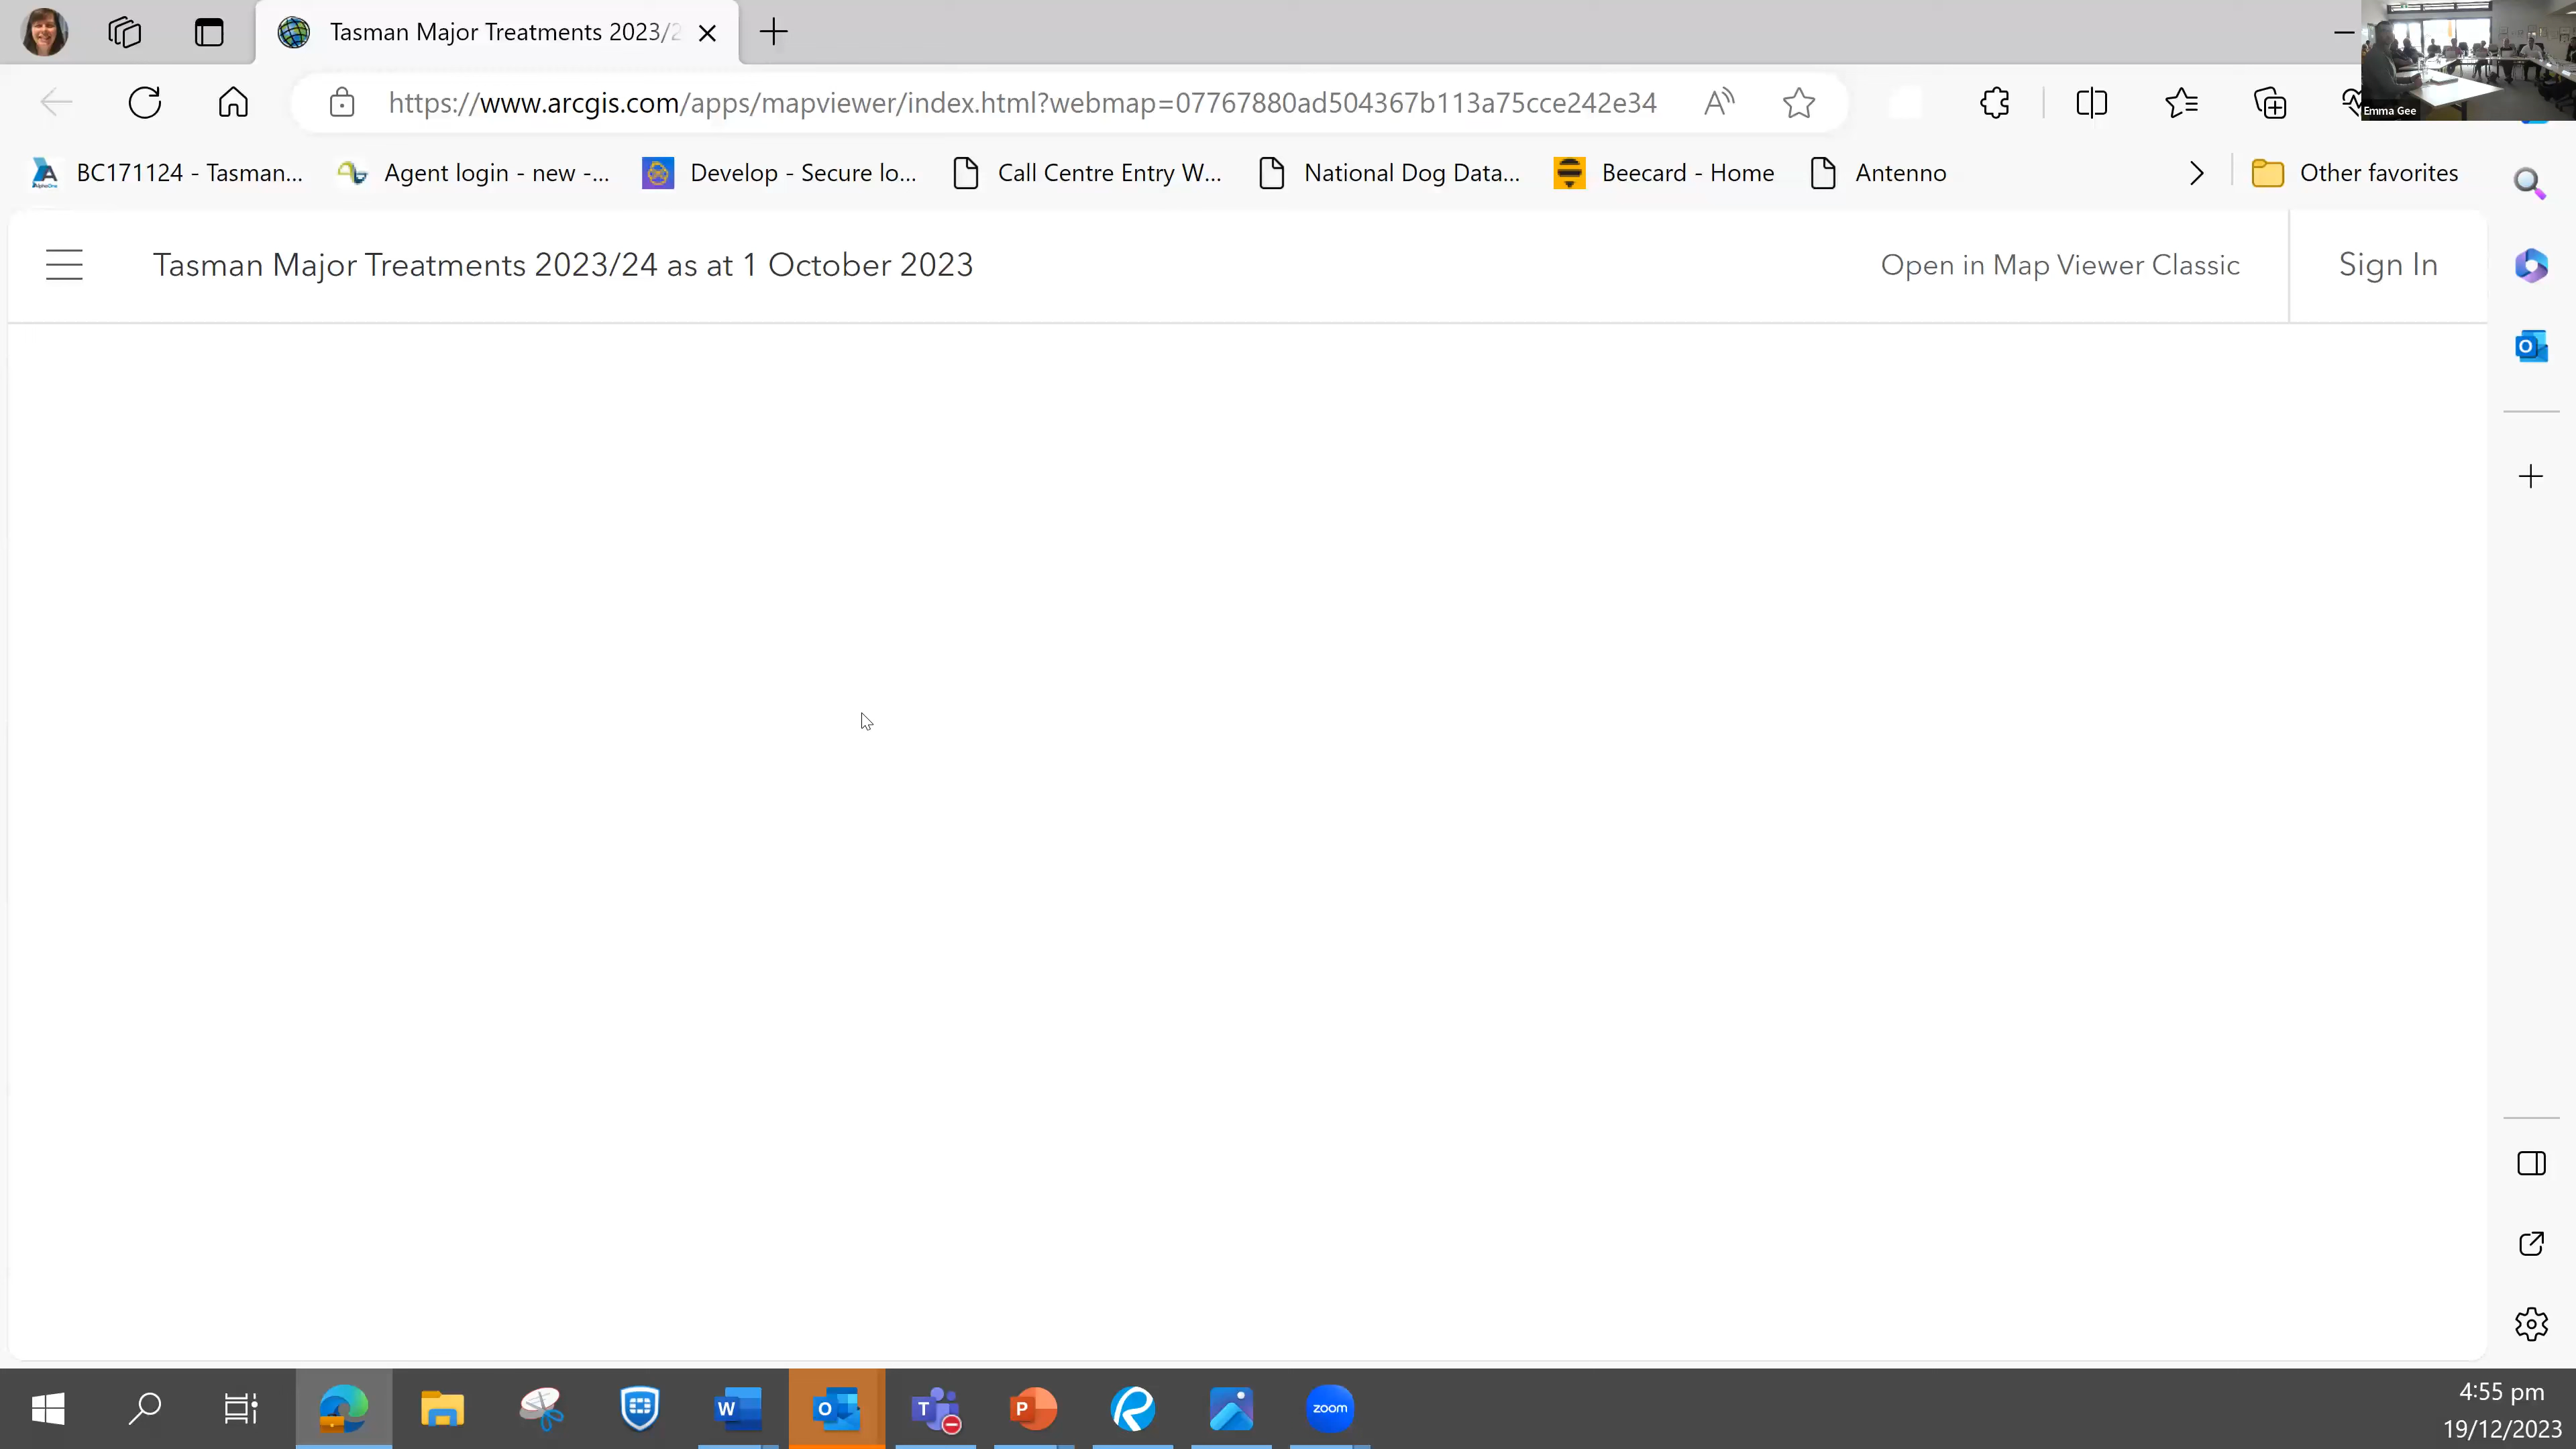 Tasman Major Treatments 2023/2
https://www.arcgis.com/apps/mapviewer/index.html?webmap=07767880ad504367b113a75cce242e34
Emma Gee
BC171124 - Tasman...
Agent login - new -...
Develop - Secure lo...
Call Centre Entry W...
National Dog Data...
Beecard - Home
Antenno
Other favorites
Tasman Major Treatments 2023/24 as at 1 October 2023
Open in Map Viewer Classic
Sign In
zoom
4:55 pm
19/12/2023